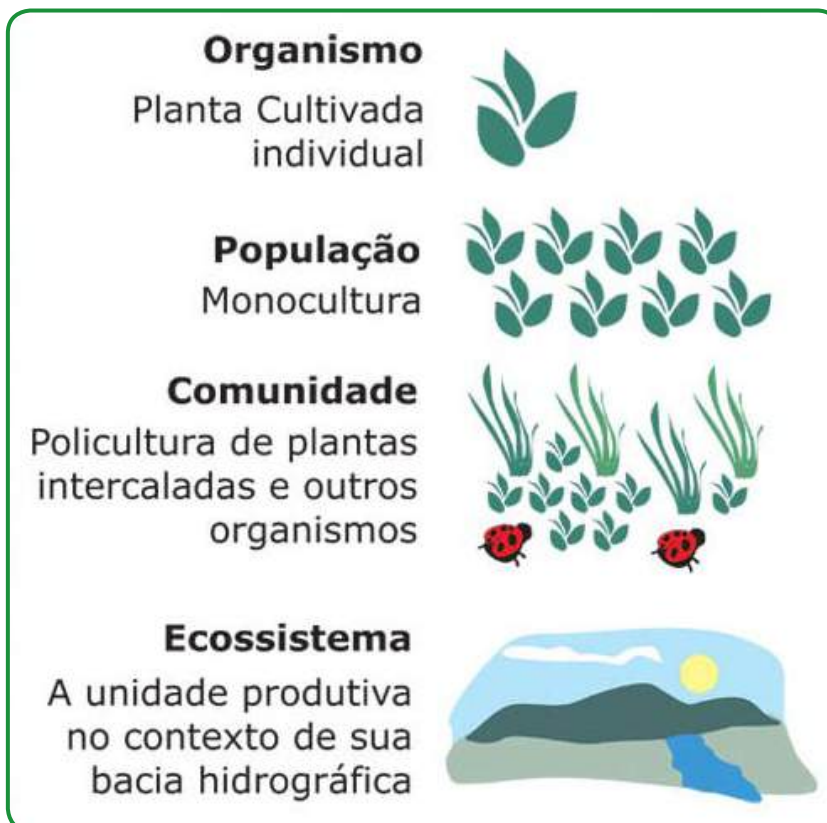 Organismo
Planta Cultivada
individual
População
Monocultura
Comunidade
Policultura de plantas
intercaladas e outros
organismos
Ecossistema
A unidade produtiva
no contexto de sua
bacia hidrográfica